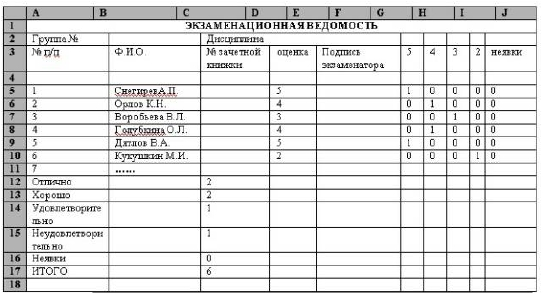 A B C D E F G H I J
1 ЭКЗАМЕНАЦИОННАЯ ВЕДОМОСТЬ
2 Группа № Дисциплина
3 № п/п Ф.И.О. № зачетной оценка Подпись 5 4 3 2 неявки
книжки экзаменатора
4
5 1 Снегирев А.П. 5 1 0 0 0 0
6 2 Орлов К.Н. 4 0 1 0 0 0
7 3 Воробьева В.Л. 3 0 0 1 0 0
8 4 Голубкина О.Л. 4 0 1 0 0 0
9 5 Дятлов В.А. 5 1 0 0 0 0
10 6 Кукушкин М.И. 2 0 0 0 1 0
11 7 ......
12 Отлично 2
13 Хорошо 2
14 Удовлетворите 1
льно
15 Неудовлетвори 1
тельно
16 Неявки 0
17 ИТОГО 6
18